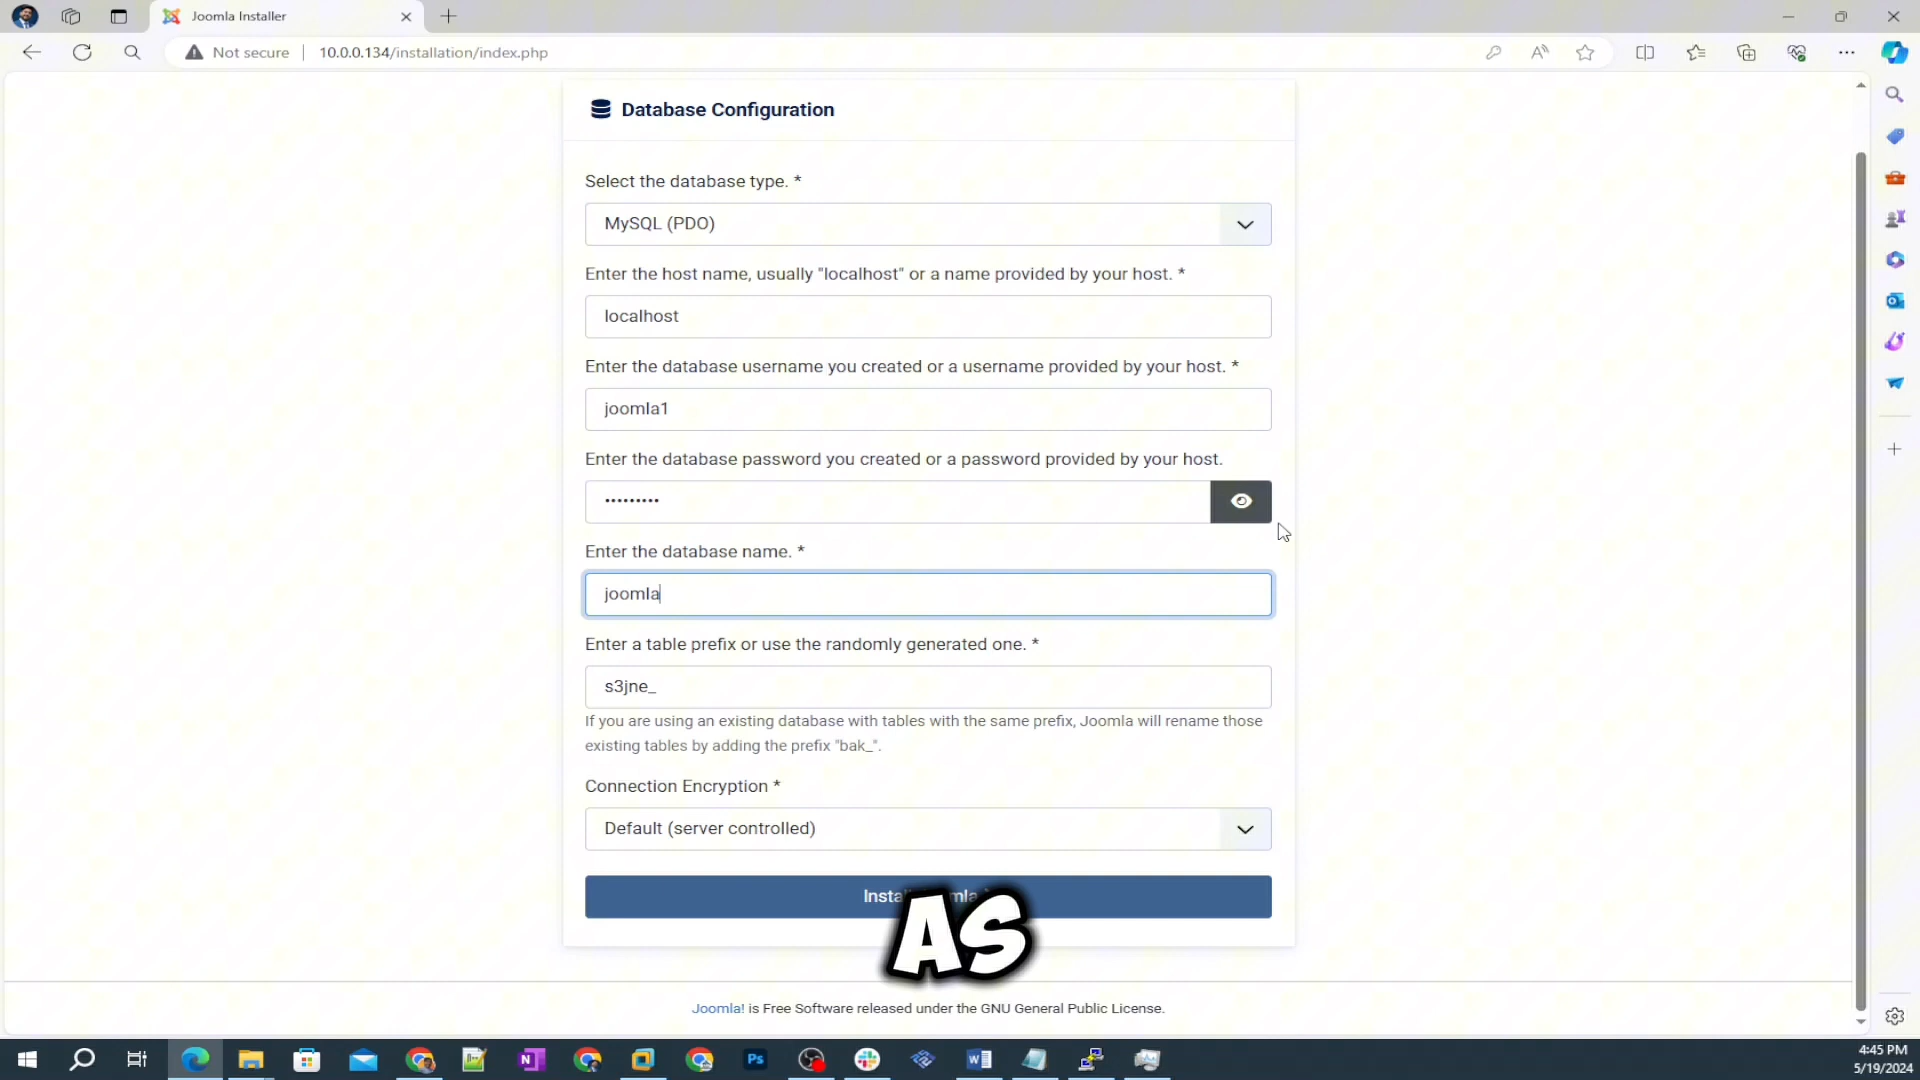 Joomla Installer
Not secure
10.0.0.134/installation/index.php
Database Configuration
Select the database type. *
MySQL (PDO)
Enter the host name, usually "localhost" or a name provided by your host. *
localhost
Enter the database username you created or a username provided by your host. *
joomla1
Enter the database password you created or a password provided by your host.
•••••••••
Enter the database name. *
joomla
Enter a table prefix or use the randomly generated one. *
s3jne_
If you are using an existing database with tables with the same prefix, Joomla will rename those
existing tables by adding the prefix "bak_".
Connection Encryption *
Default (server controlled)
AS
Joomla! is Free Software released under the GNU General Public License.
4:45 PM
5/19/2024